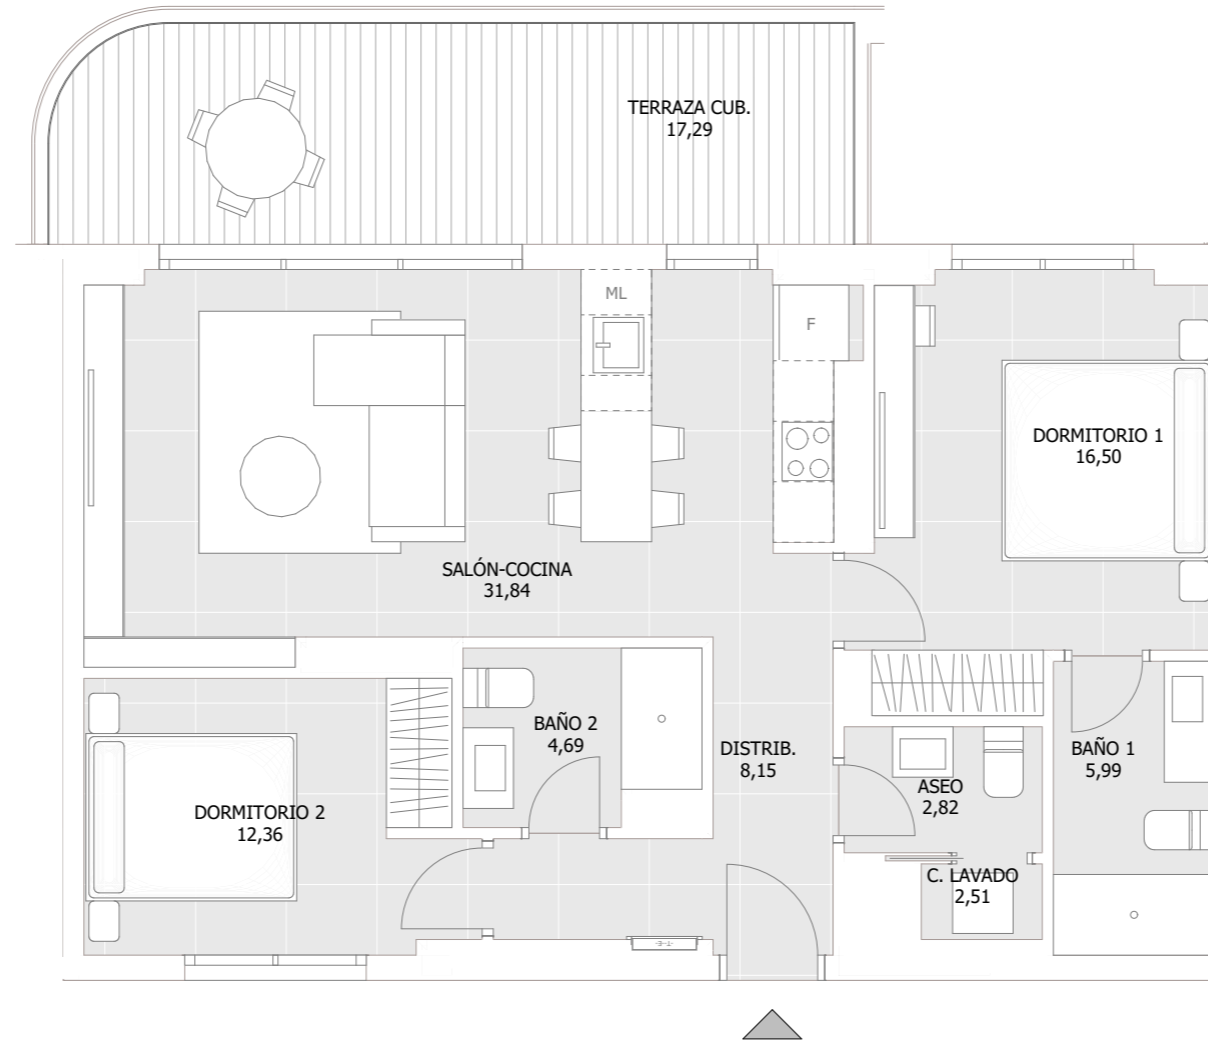 TERRAZA CUB.
17,29
ML
F
DORMITORIO 1
16,50
SALÓN-COCINA
31,84
BAÑO 2
4,69
DISTRIB.
8,15
BAÑO 1
5,99
ASEO
2,82
DORMITORIO 2
12,36
C. LAVADO
2,51